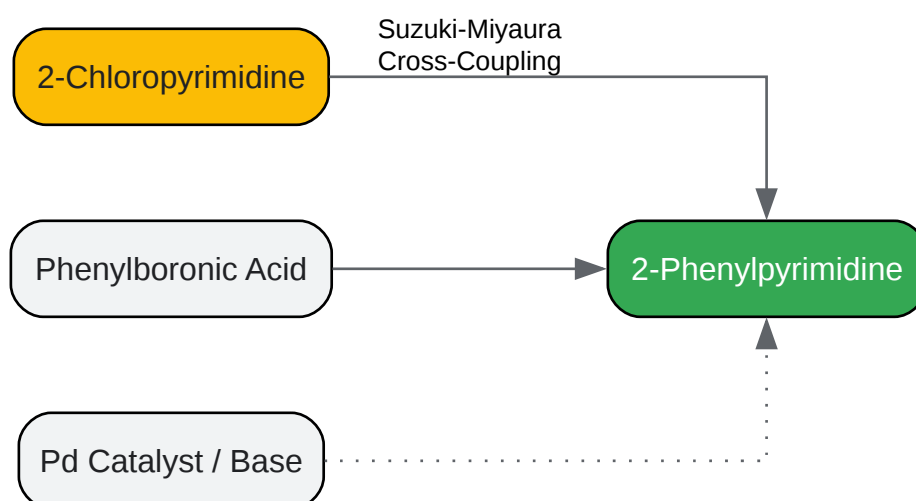 Suzuki-Miyaura
Cross-Coupling
2-Chloropyrimidine
Phenylboronic Acid
2-Phenylpyrimidine
Pd Catalyst / Base